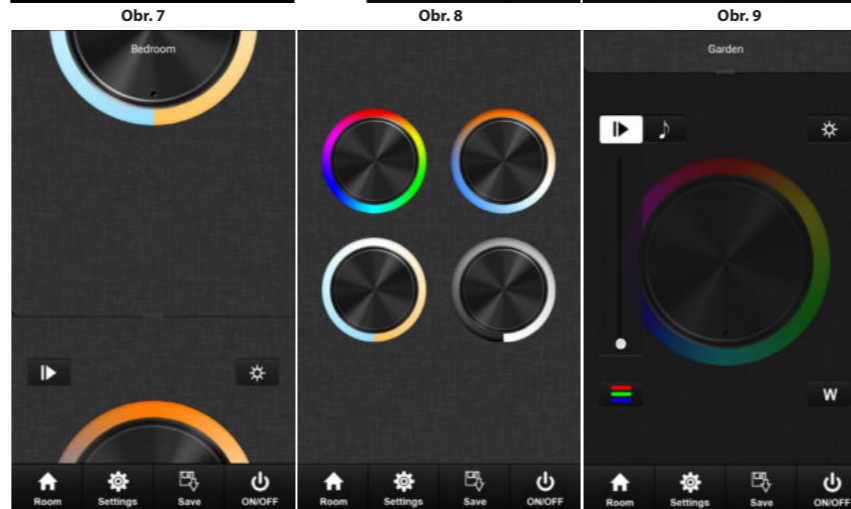 Obr. 7
Obr. 8
Obr. 9
Bedroom
Garden
W
Room Settings Save ON/OFF
Room Settings Save ON/OFF
Room Settings Save ON/OFF